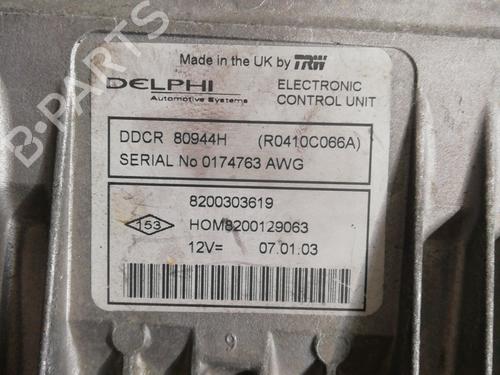 Made in the UK by TRW
DELPHI
Automotive Systems
ELECTRONIC
CONTROL UNIT
DDCR 80944H (R0410C066A)
SERIAL No 0174763 AWG
8200303619
153
HOM8200129063
12V= 07.01.03
9
B-PARTS